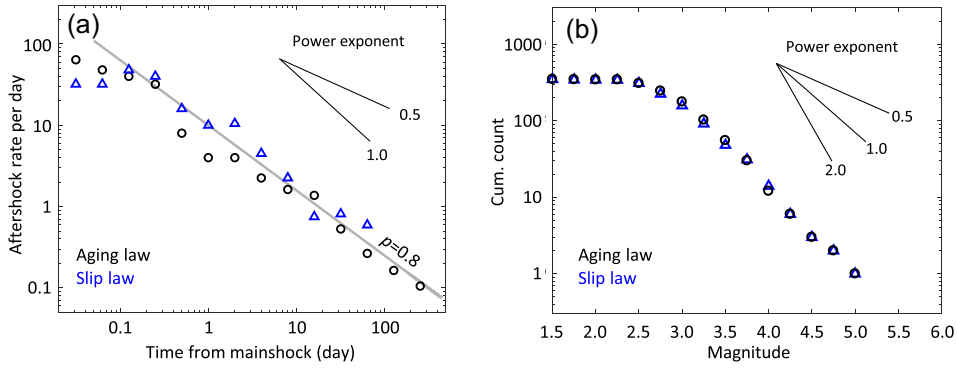 (a)
Power exponent
0.5
1.0
p=0.8
Aging law
Slip law
100
10
1
0.1
Aftershock rate per day
0.1
1
10
100
Time from mainshock (day)
(b)
Power exponent
0.5
1.0
2.0
Aging law
Slip law
1000
100
10
1
Cum. count
1.5
2.0
2.5
3.0
3.5
4.0
4.5
5.0
5.5
6.0
Magnitude